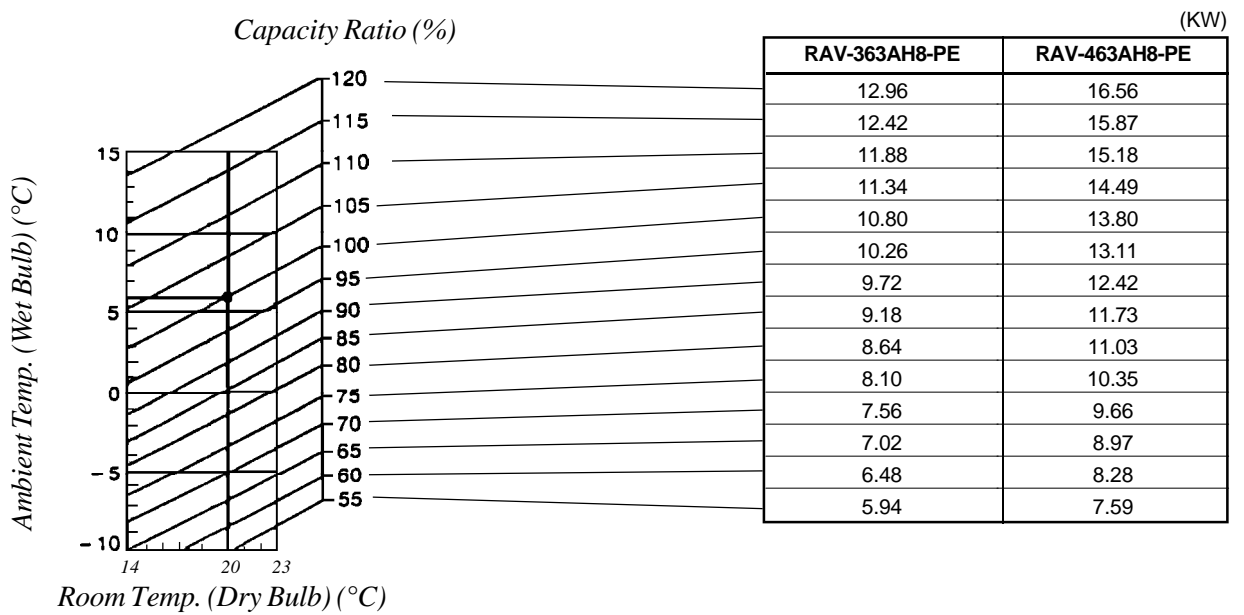 Capacity Ratio (%)
(KW)
RAV-363AH8-PE RAV-463AH8-PE
120 12.96 16.56
115 12.42 15.87
110 11.88 15.18
105 11.34 14.49
100 10.80 13.80
95 10.26 13.11
90 9.72 12.42
85 9.18 11.73
80 8.64 11.03
75 8.10 10.35
70 7.56 9.66
65 7.02 8.97
60 6.48 8.28
55 5.94 7.59
Ambient Temp. (Wet Bulb) (°C)
15
10
5
0
-5
-10
14 20 23
Room Temp. (Dry Bulb) (°C)